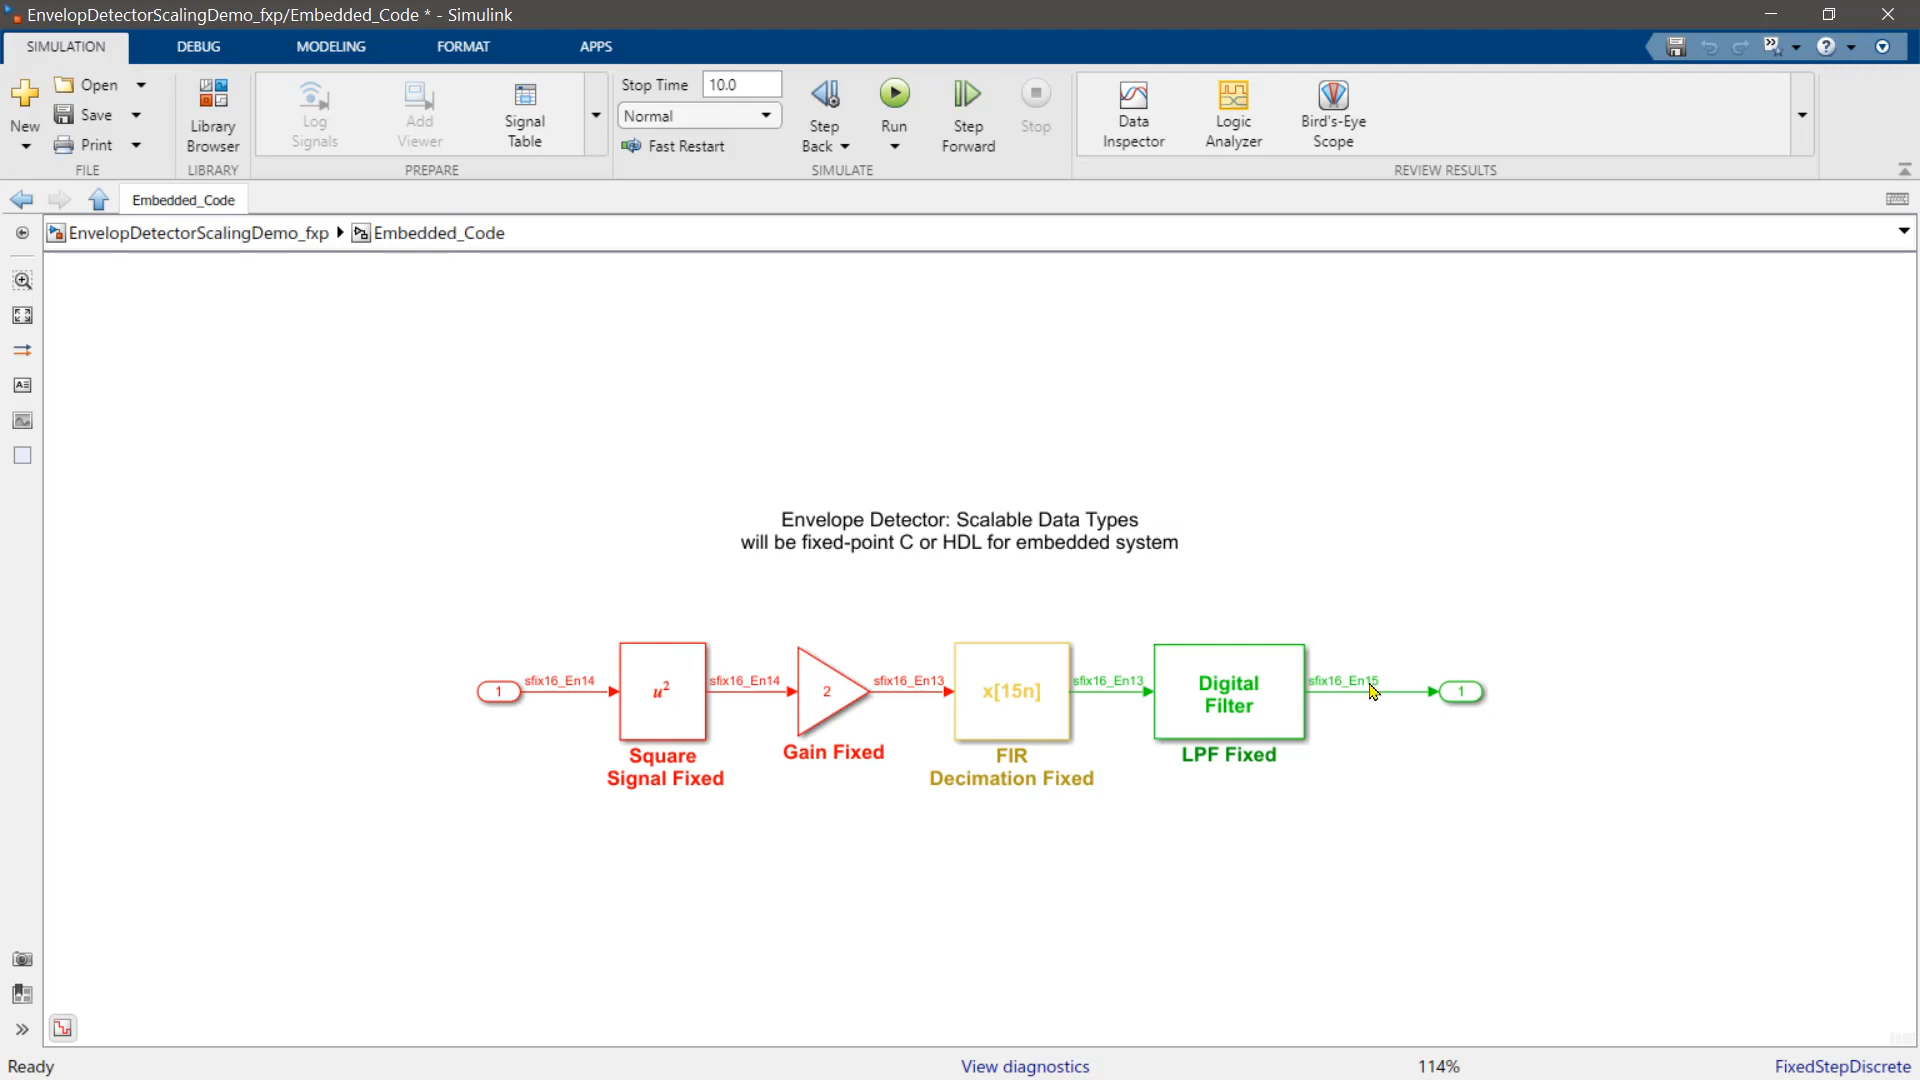 EnvelopDetectorScalingDemo_fxp/Embedded_Code * - Simulink
SIMULATION DEBUG MODELING FORMAT APPS
New
Open
Save
Print
FILE
Library
Browser
LIBRARY
Log
Signals
Add
Viewer
Signal
Table
PREPARE
Stop Time 10.0
Normal
Fast Restart
Step
Back
Run
Step
Forward
Stop
SIMULATE
Data
Inspector
Logic
Analyzer
Bird's-Eye
Scope
REVIEW RESULTS
Embedded_Code
EnvelopDetectorScalingDemo_fxp Embedded_Code
Envelope Detector: Scalable Data Types
will be fixed-point C or HDL for embedded system
1
sfix16_En14
u²
Square
Signal Fixed
sfix16_En14
2
Gain Fixed
sfix16_En13
x[15n]
FIR
Decimation Fixed
sfix16_En13
Digital
Filter
LPF Fixed
sfix16_En15
1
Ready View diagnostics 114% FixedStepDiscrete